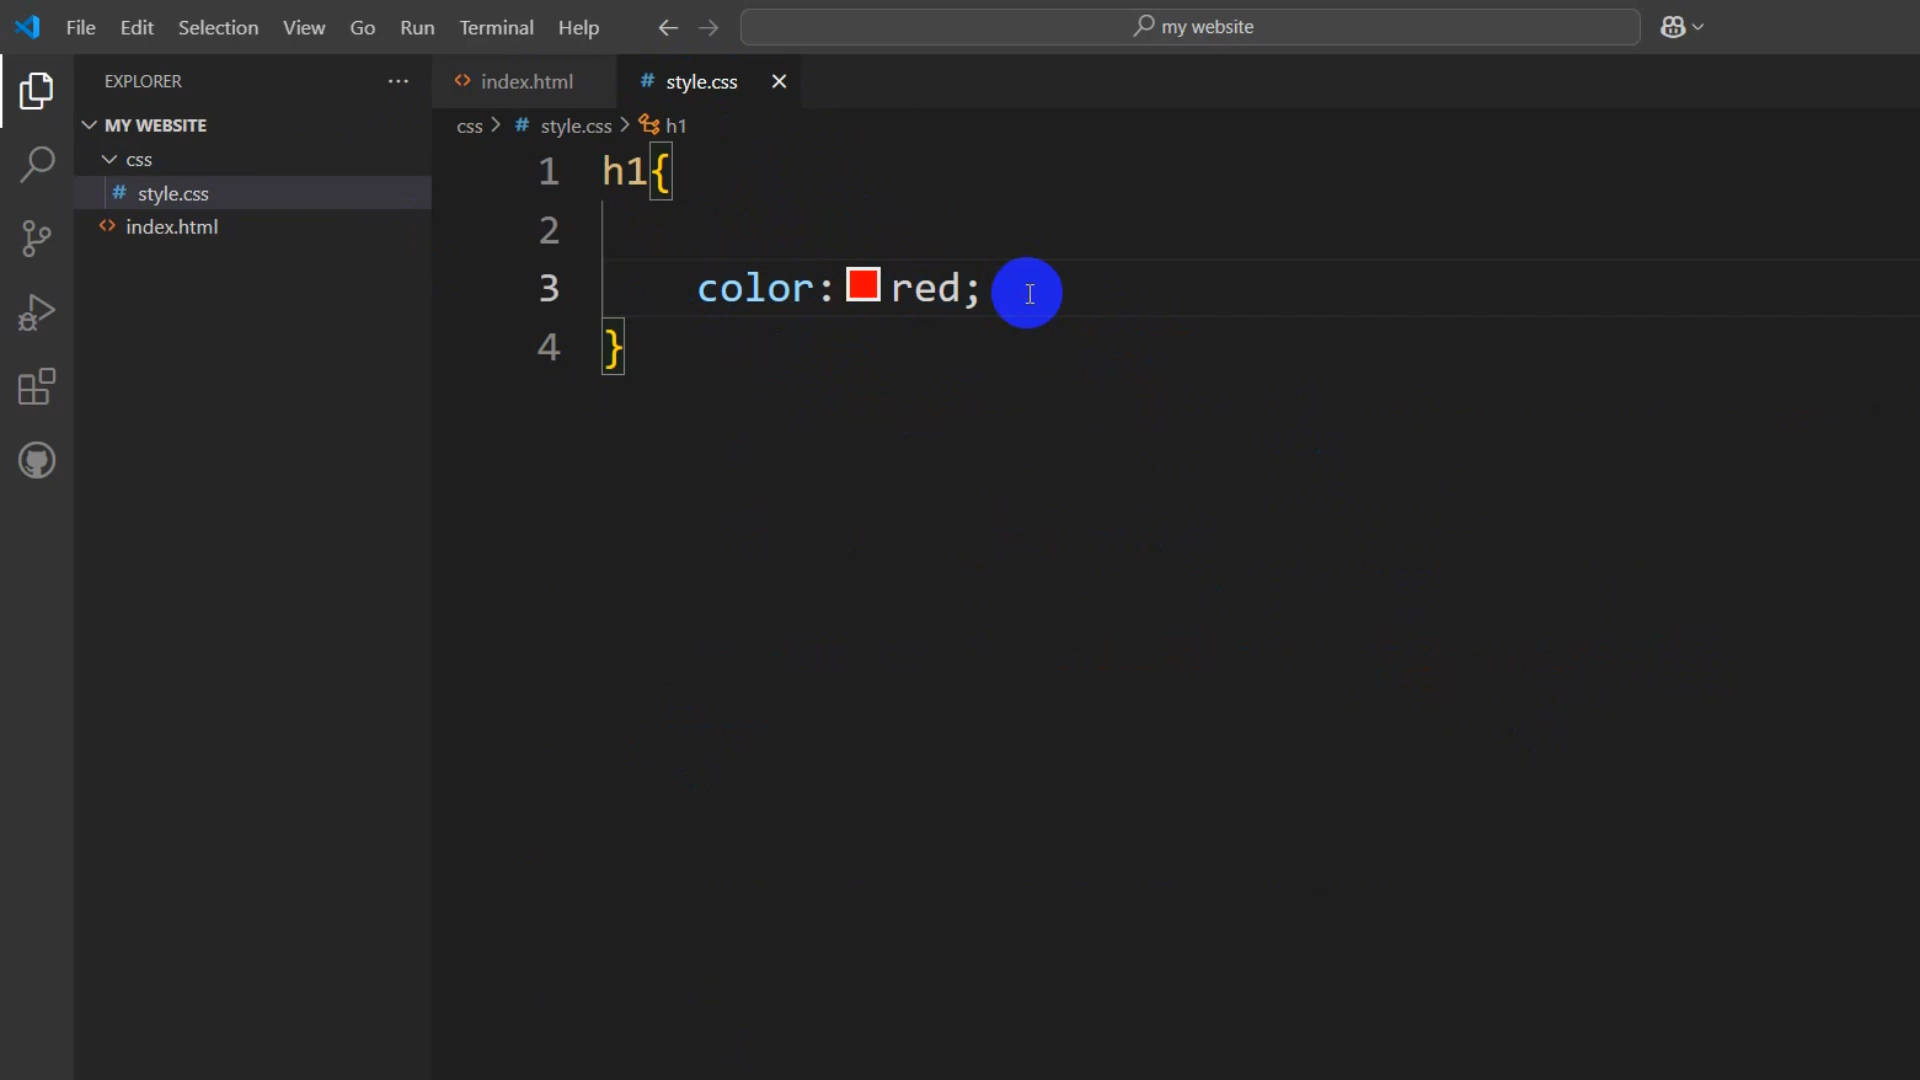 File Edit Selection View Go Run Terminal Help my website
EXPLORER
index.html
style.css
MY WEBSITE
css
style.css
index.html
css > # style.css > h1
1 h1{
2
3 color: red;
4 }